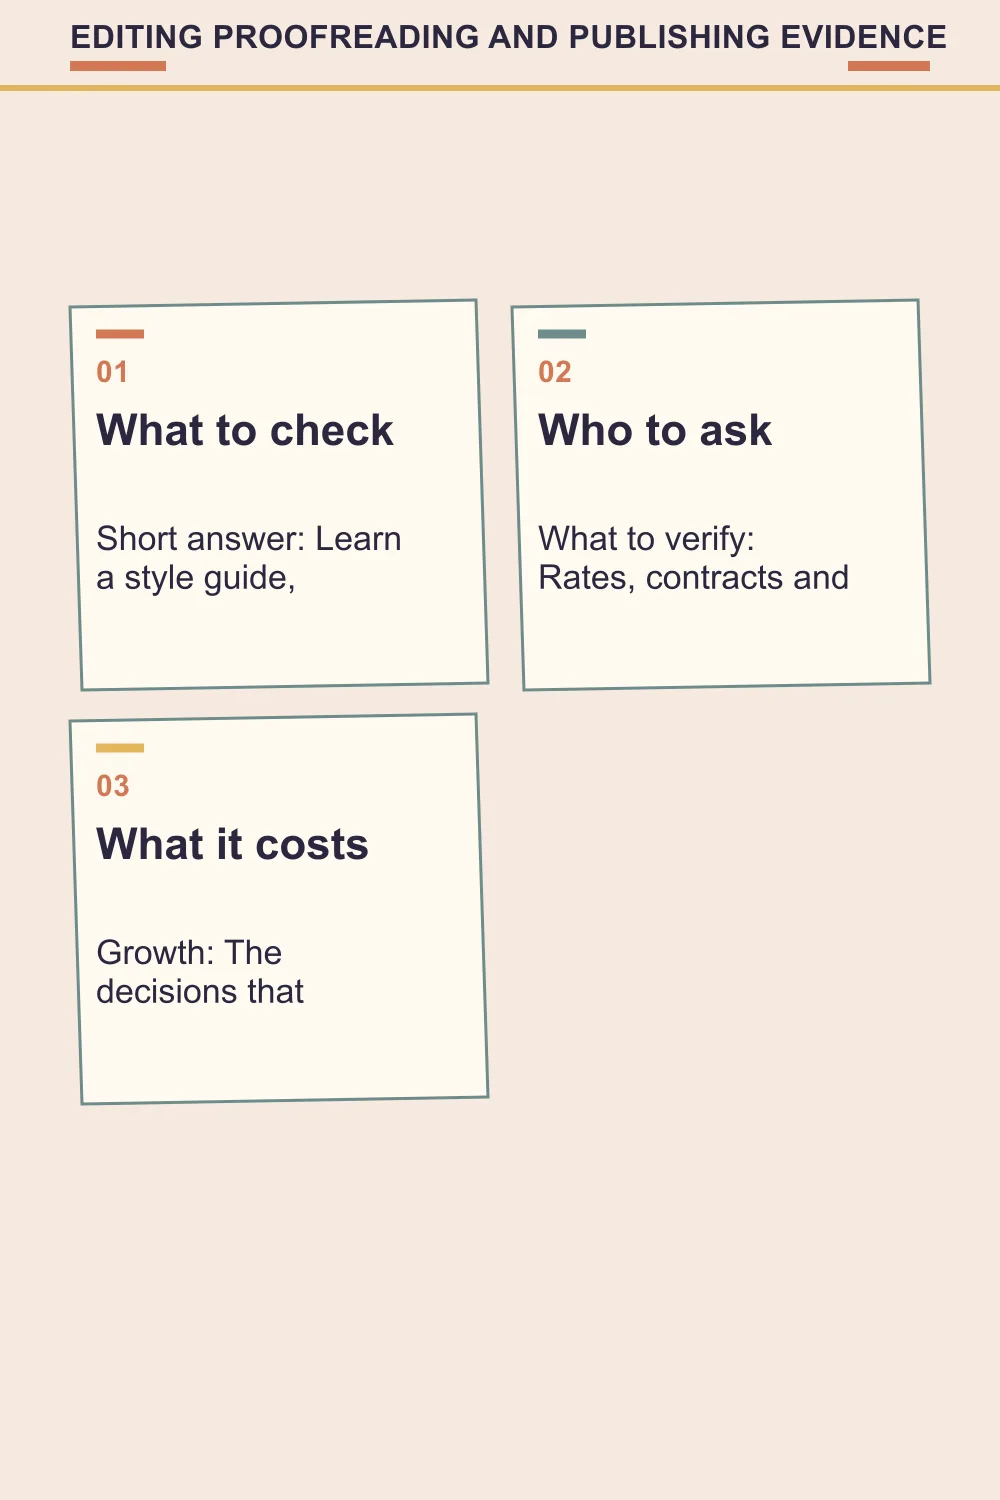 EDITING PROOFREADING AND PUBLISHING EVIDENCE
01
What to check
Short answer: Learn
a style guide,
02
Who to ask
What to verify:
Rates, contracts and
03
What it costs
Growth: The
decisions that